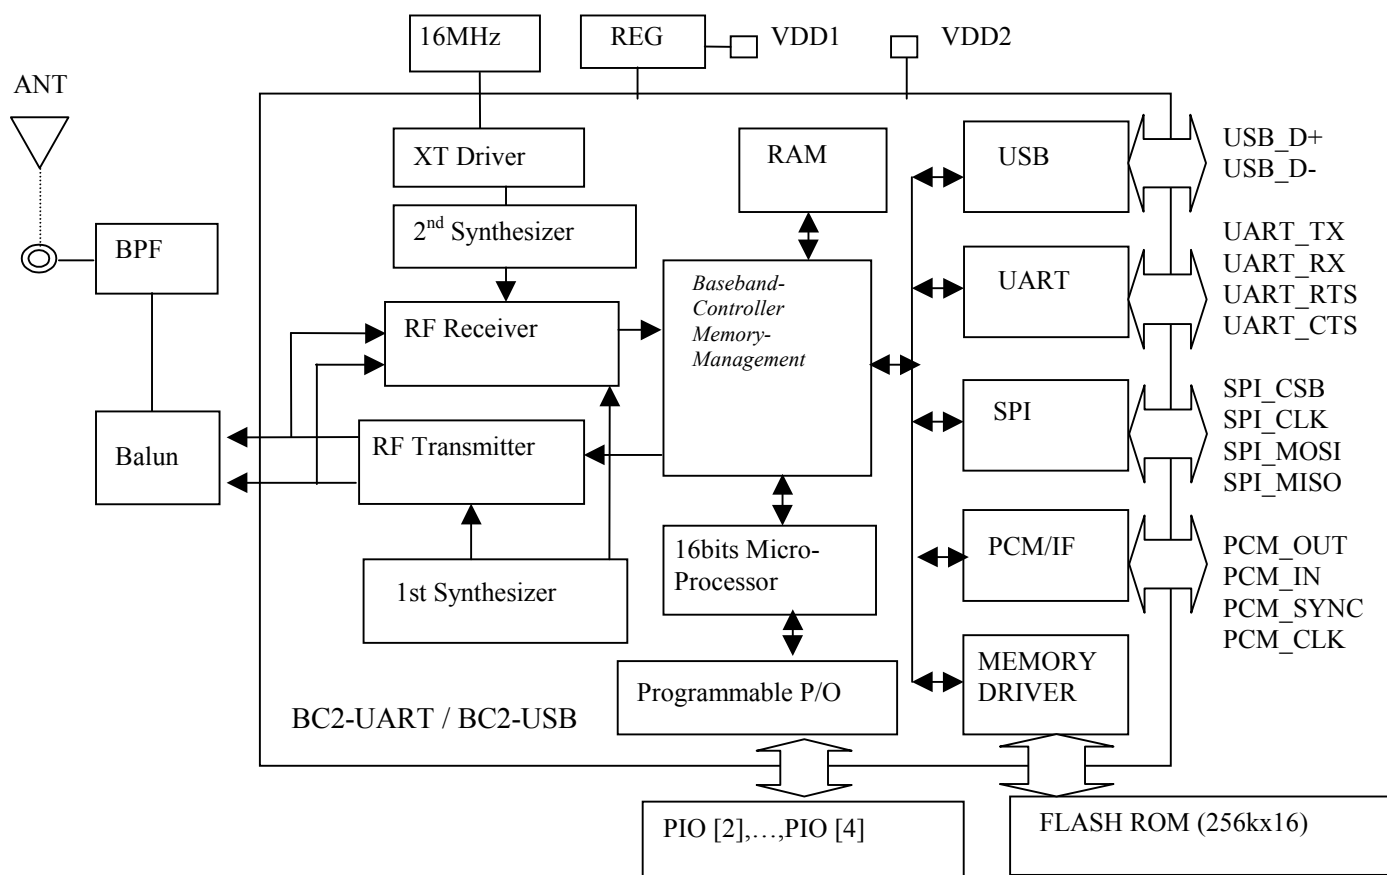 16MHz
REG
VDD1
VDD2
ANT
XT Driver
RAM
USB
USB_D+
USB_D-
2nd Synthesizer
BPF
Baseband-
Controller
Memory-
Management
UART
UART_TX
UART_RX
UART_RTS
UART_CTS
RF Receiver
SPI
SPI_CSB
SPI_CLK
SPI_MOSI
SPI_MISO
Balun
RF Transmitter
16bits Micro-
Processor
PCM/IF
PCM_OUT
PCM_IN
PCM_SYNC
PCM_CLK
1st Synthesizer
Programmable P/O
MEMORY
DRIVER
BC2-UART / BC2-USB
PIO [2],…,PIO [4]
FLASH ROM (256kx16)